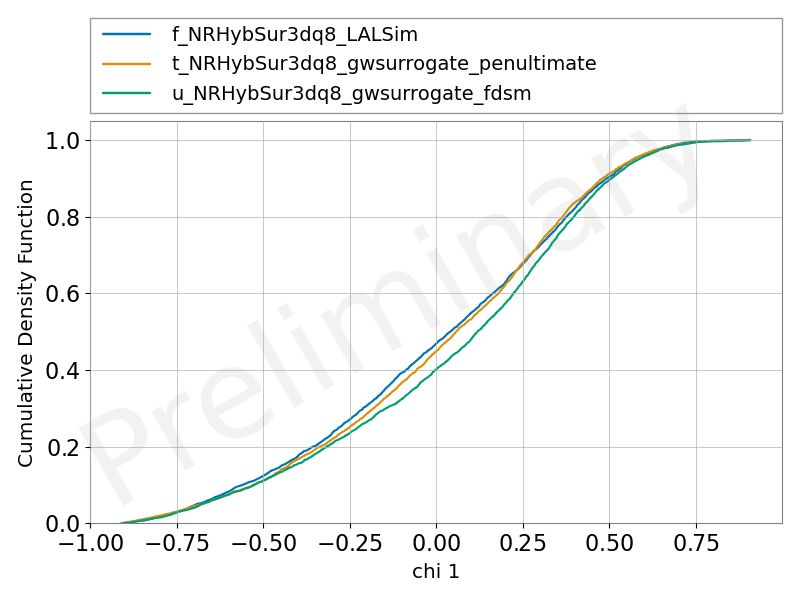 f_NRHybSur3dq8_LALSim
t_NRHybSur3dq8_gwsurrogate_penultimate
u_NRHybSur3dq8_gwsurrogate_fdsm
Preliminary
Cumulative Density Function
1.0
0.8
0.6
0.4
0.2
0.0
−1.00 −0.75 −0.50 −0.25 0.00 0.25 0.50 0.75
chi 1